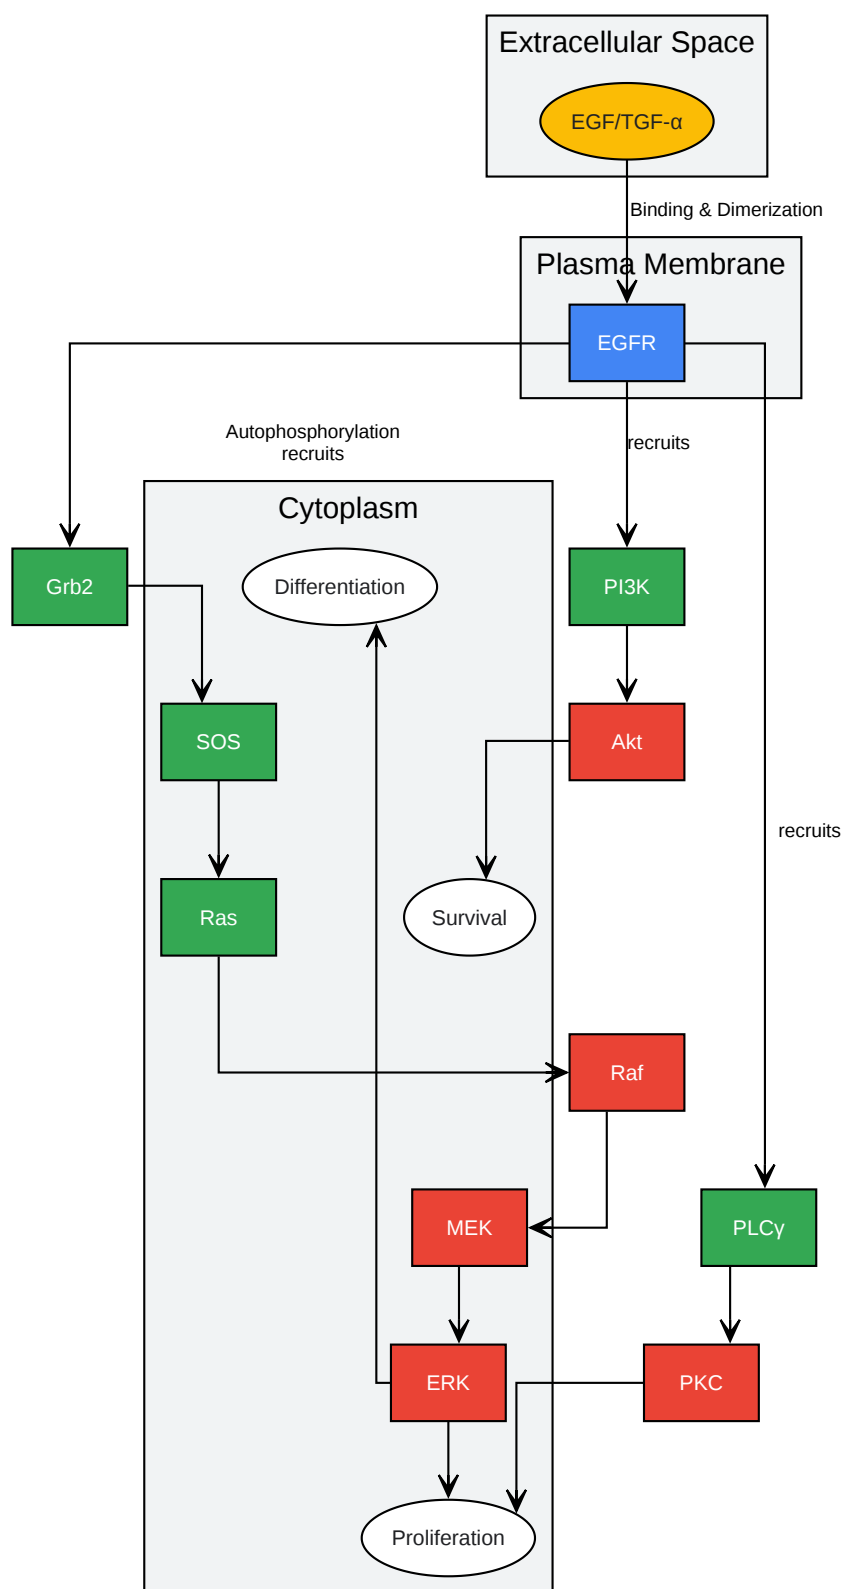 Extracellular Space
EGF/TGF-α
Binding & Dimerization
Plasma Membrane
EGFR
Autophosphorylation
recruits
recruits
Cytoplasm
Grb2
Differentiation
PI3K
SOS
Akt
recruits
Ras
Survival
Raf
MEK
PLCγ
ERK
PKC
Proliferation